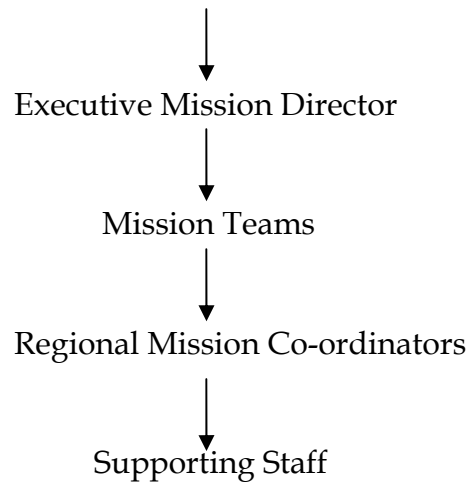 Executive Mission Director
Mission Teams
Regional Mission Co-ordinators
Supporting Staff